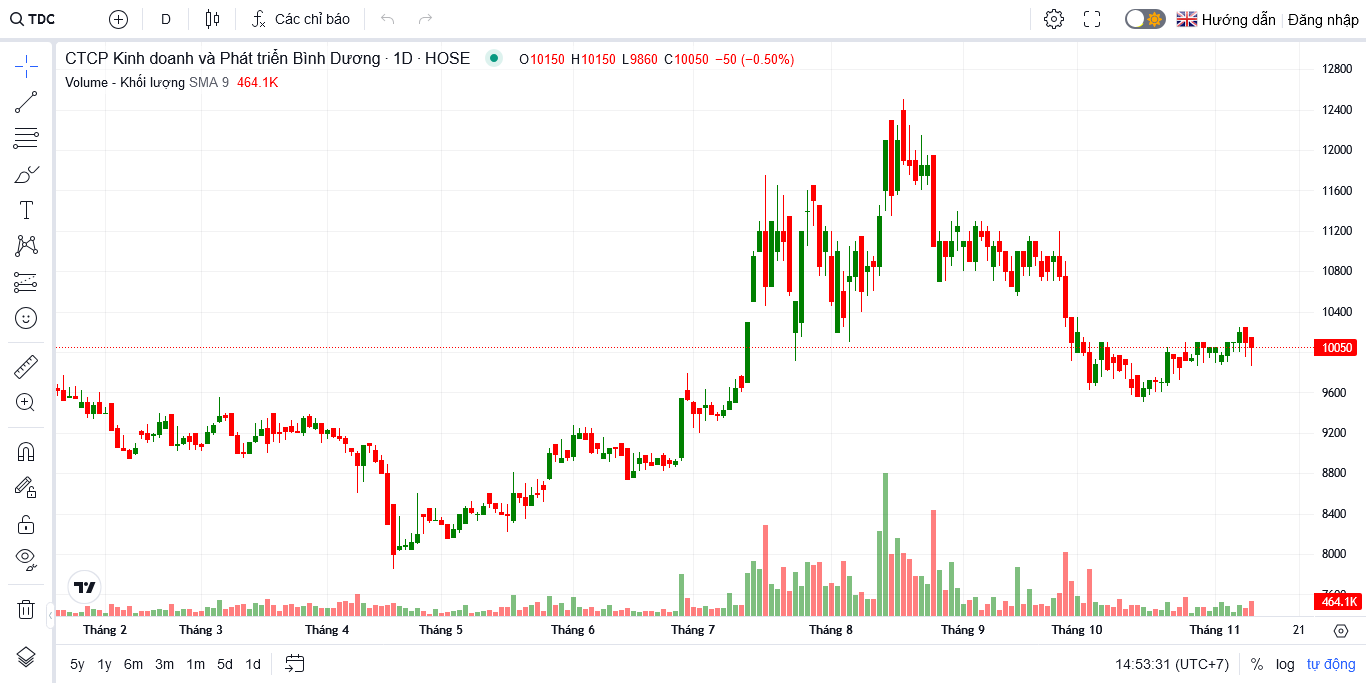 TDC D Các chỉ báo Hướng dẫn Đăng nhập
CTCP Kinh doanh và Phát triển Bình Dương · 1D · HOSE O10150 H10150 L9860 C10050 −50 (−0.50%)
Volume - Khối lượng SMA 9 464.1K
12800
12400
12000
11600
11200
10800
10400
10050
9600
9200
8800
8400
8000
7600
464.1K
Tháng 2 Tháng 3 Tháng 4 Tháng 5 Tháng 6 Tháng 7 Tháng 8 Tháng 9 Tháng 10 Tháng 11 21
5y 1y 6m 3m 1m 5d 1d 14:53:31 (UTC+7) % log tự động